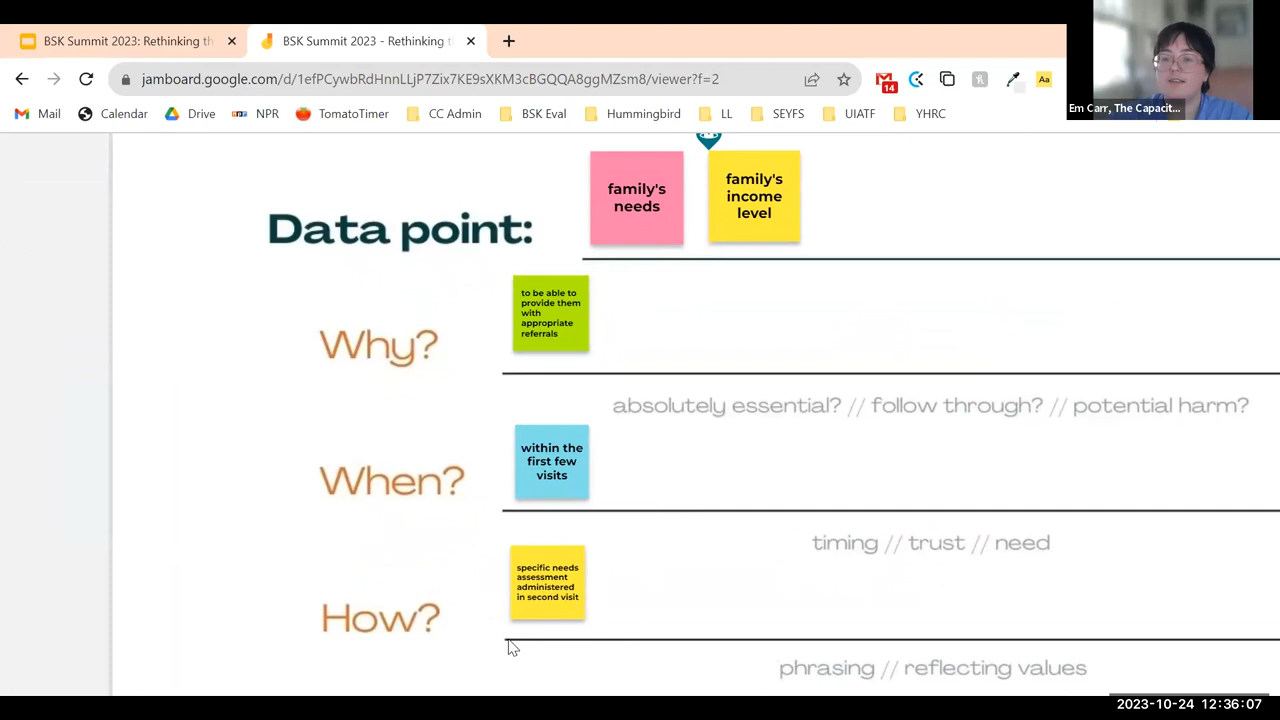 BSK Summit 2023: Rethinking th
BSK Summit 2023 - Rethinking t
jamboard.google.com/d/1efPCywbRdHnnLLjP7Zix7KE9sXKM3cBGQQA8ggMZsm8/viewer?f=2
14
Aa
Em Carr, The Capacit...
Mail
Calendar
Drive
NPR
TomatoTimer
CC Admin
BSK Eval
Hummingbird
LL
SEYFS
UIATF
YHRC
Data point:
family's
needs
family's
income
level
Why?
to be able to
provide them
with
appropriate
referrals
absolutely essential? // follow through? // potential harm?
When?
within the
first few
visits
timing // trust // need
How?
specific needs
assessment
administered
in second visit
phrasing // reflecting values
2023-10-24 12:36:07